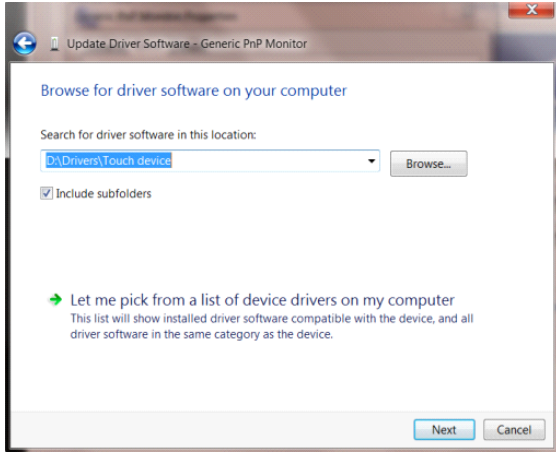 Update Driver Software - Generic PnP Monitor
Browse for driver software on your computer
Search for driver software in this location:
D:\Drivers\Touch device
Browse...
Include subfolders
Let me pick from a list of device drivers on my computer
This list will show installed driver software compatible with the device, and all
driver software in the same category as the device.
Next
Cancel